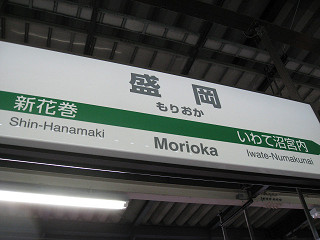 盛岡
もりおか
新花巻
Shin-Hanamaki
Morioka
いわて沼宮内
Iwate-Numakunai